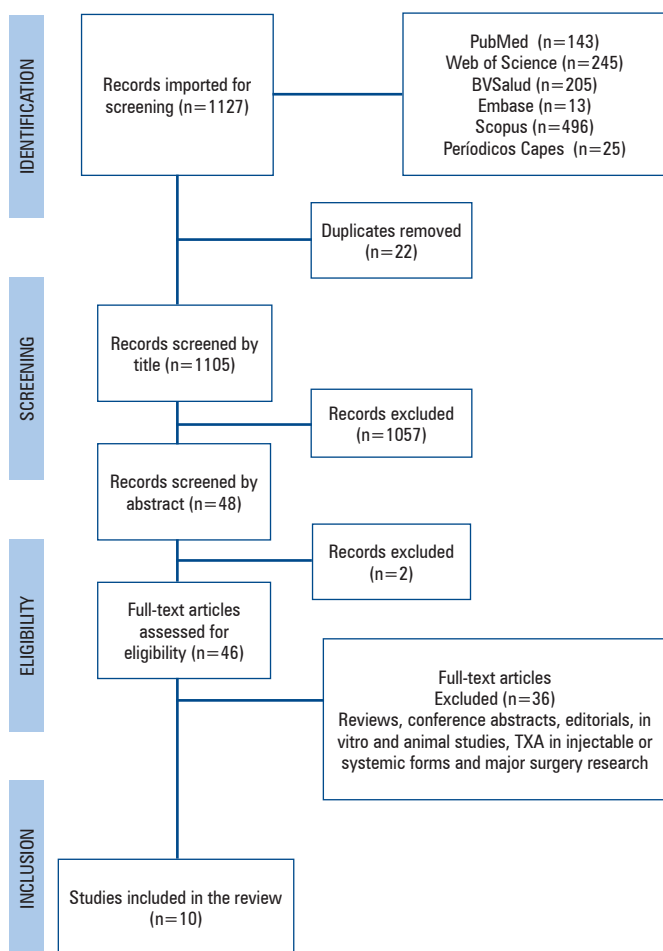 IDENTIFICATION
Records imported for
screening (n=1127)
PubMed (n=143)
Web of Science (n=245)
BVSalud (n=205)
Embase (n=13)
Scopus (n=496)
Períodicos Capes (n=25)
Duplicates removed
(n=22)
SCREENING
Records screened by
title (n=1105)
Records excluded
(n=1057)
Records screened by
abstract (n=48)
Records excluded
(n=2)
ELIGIBILITY
Full-text articles
assessed for
eligibility (n=46)
Full-text articles
Excluded (n=36)
Reviews, conference abstracts, editorials, in
vitro and animal studies, TXA in injectable or
systemic forms and major surgery research
INCLUSION
Studies included in the review
(n=10)